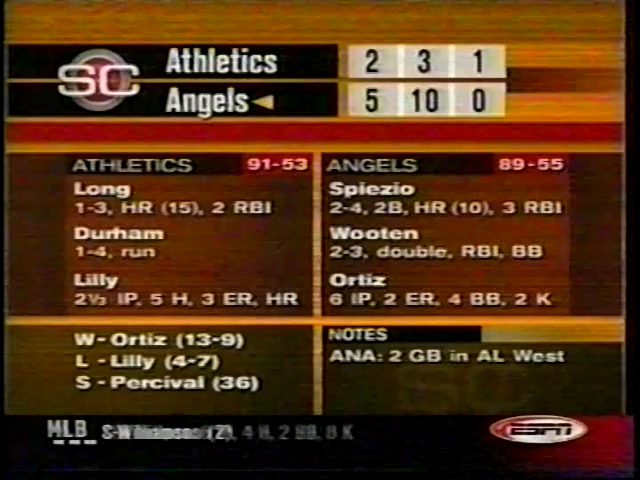 SC
Athletics 2 3 1
Angels 5 10 0
ATHLETICS 91-53
Long
1-3, HR (15), 2 RBI
Durham
1-4, run
Lilly
2⅓ IP, 5 H, 3 ER, HR
ANGELS 89-55
Spiezio
2-4, 2B, HR (10), 3 RBI
Wooten
2-3, double, RBI, BB
Ortiz
6 IP, 2 ER, 4 BB, 2 K
W - Ortiz (13-9)
L - Lilly (4-7)
S - Percival (36)
NOTES
ANA: 2 GB in AL West
SC
MLB 4 H, 2 BB, 8 K
ESPN